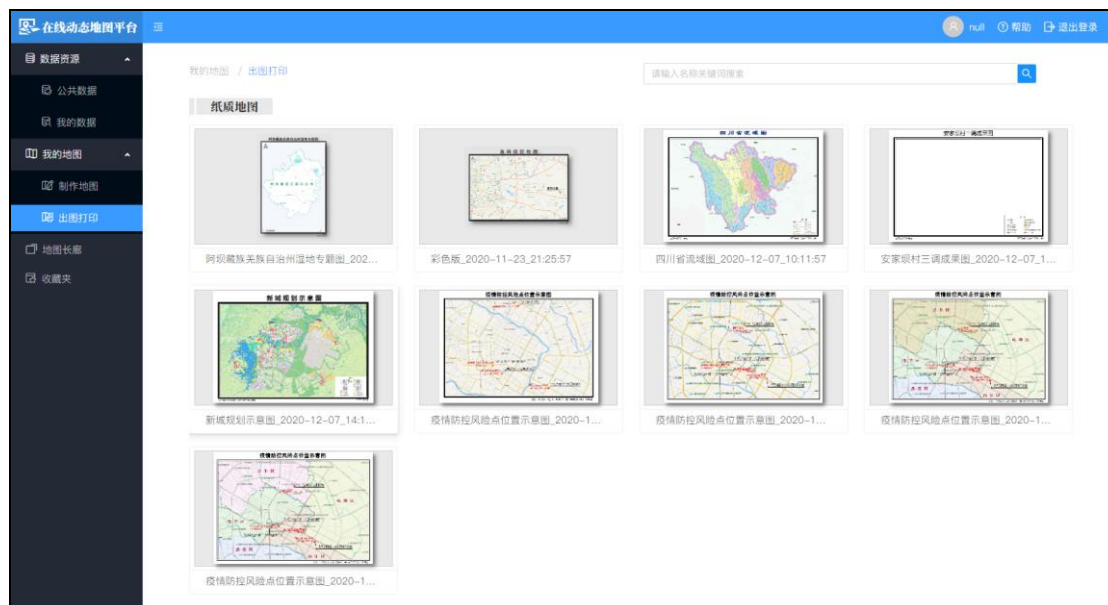 在线动态地图平台
null 帮助 退出登录
数据资源
公共数据
我的数据
我的地图
制作地图
出图打印
地图长廊
收藏夹
我的地图 / 出图打印
请输入名称关键词搜索
纸质地图
阿坝藏族羌族自治州湿地专题图_202...
彩色版_2020-11-23_21:25:57
四川省流域图
四川省流域图_2020-12-07_10:11:57
安家坝村三调成果图
安家坝村三调成果图_2020-12-07_1...
新城规划示意图
新城规划示意图_2020-12-07_14:1...
疫情防控风险点位置示意图
疫情防控风险点位置示意图_2020-1...
疫情防控风险点位置示意图
疫情防控风险点位置示意图_2020-1...
疫情防控风险点位置示意图
疫情防控风险点位置示意图_2020-1...
疫情防控风险点位置示意图
疫情防控风险点位置示意图_2020-1...